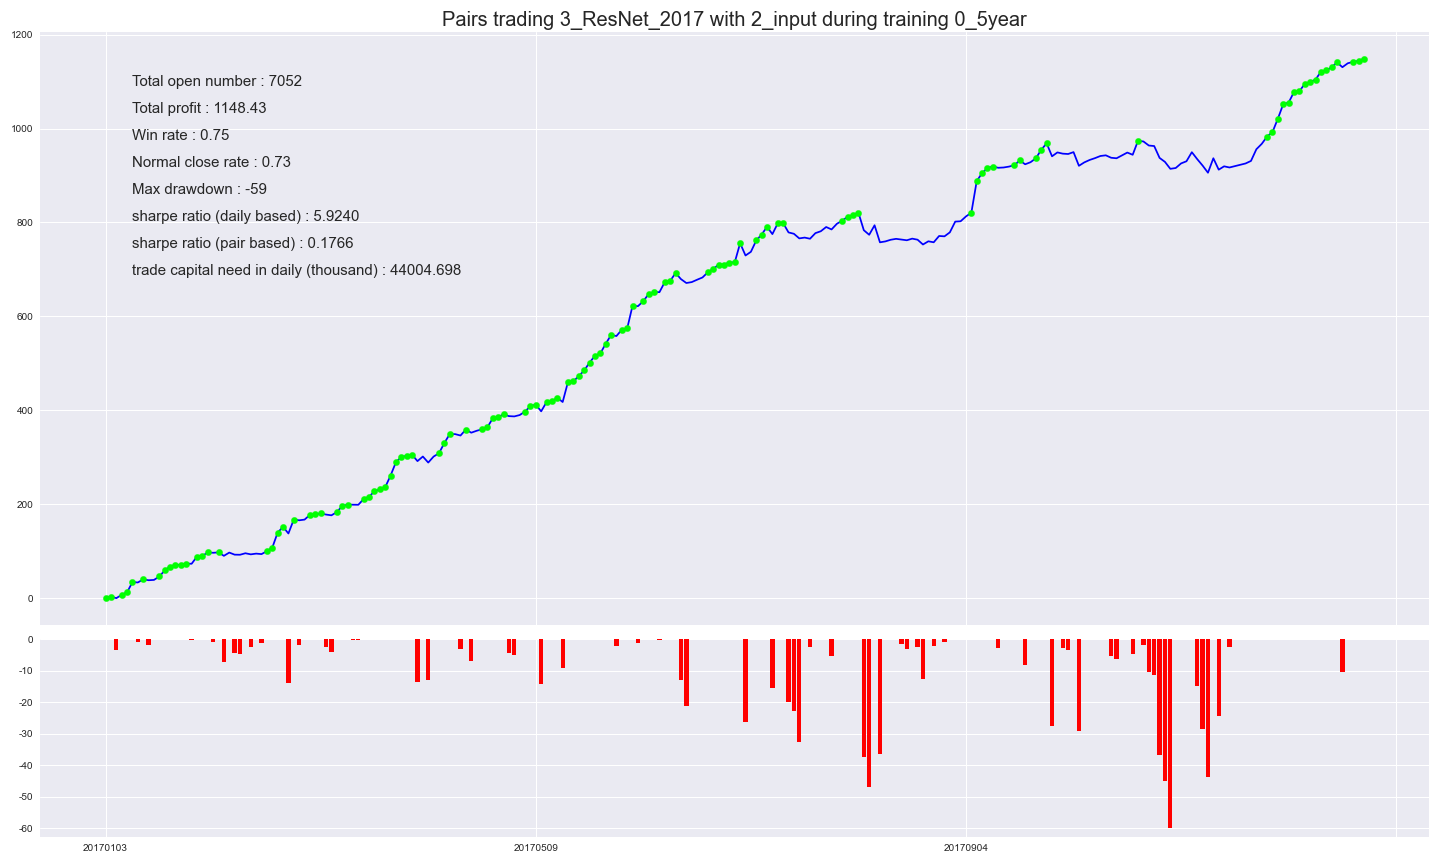 Pairs trading 3_ResNet_2017 with 2_input during training 0_5year
1200
Total open number : 7052
Total profit : 1148.43
1000
Win rate : 0.75
Normal close rate : 0.73
Max drawdown : -59
800
sharpe ratio (daily based) : 5.9240
sharpe ratio (pair based) : 0.1766
trade capital need in daily (thousand) : 44004.698
600
400
200
0
0
-10
-20
-30
-40
-50
-60
20170103 20170509 20170904